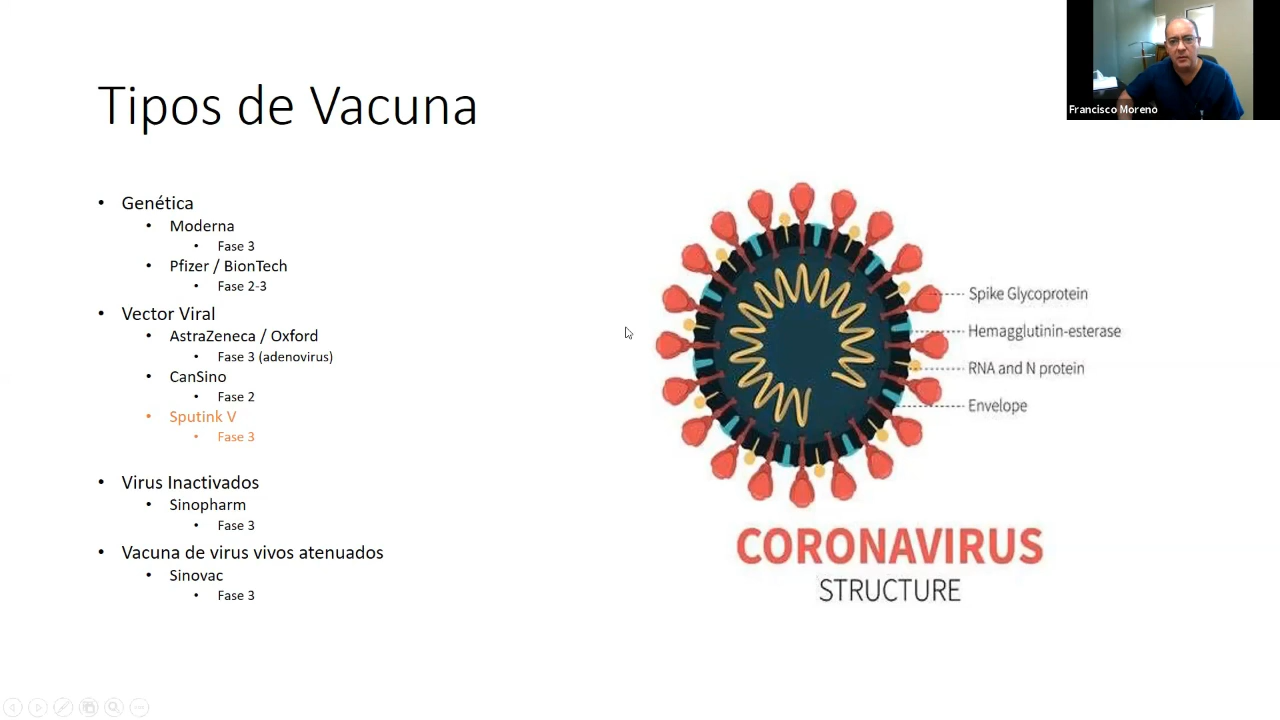 Tipos de Vacuna
Francisco Moreno
• Genética
• Moderna
• Fase 3
• Pfizer / BionTech
• Fase 2-3
• Vector Viral
• AstraZeneca / Oxford
• Fase 3 (adenovirus)
• CanSino
• Fase 2
• Sputink V
• Fase 3
• Virus Inactivados
• Sinopharm
• Fase 3
• Vacuna de virus vivos atenuados
• Sinovac
• Fase 3
Spike Glycoprotein
Hemagglutinin-esterase
RNA and N protein
Envelope
CORONAVIRUS
STRUCTURE